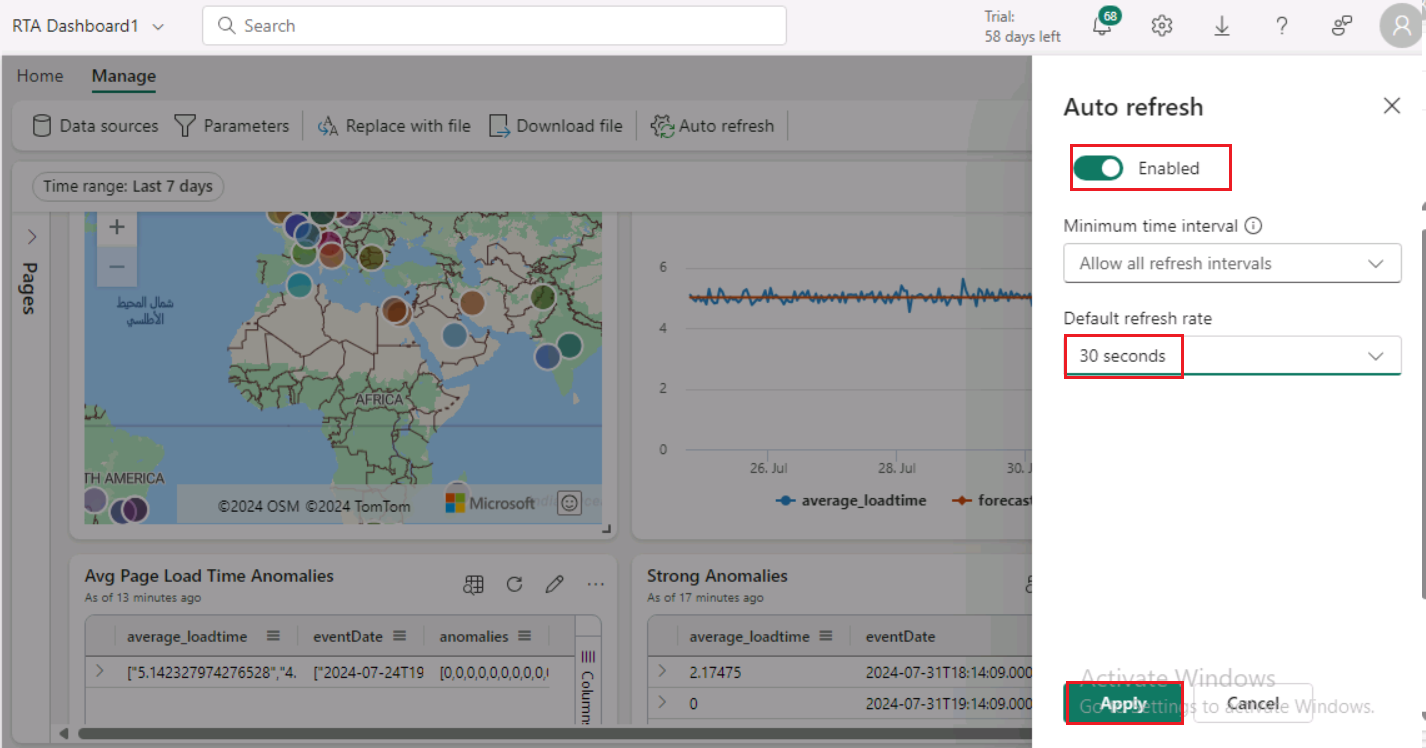 RTA Dashboard1
Search
Trial:
58 days left
68
Home
Manage
Data sources
Parameters
Replace with file
Download file
Auto refresh
Time range: Last 7 days
Pages
شمال المحيط
الأطلسي
AFRICA
TH AMERICA
©2024 OSM ©2024 TomTom
Microsoft
6
4
2
0
26. Jul
28. Jul
30.
average_loadtime
forecast
Avg Page Load Time Anomalies
As of 13 minutes ago
average_loadtime
eventDate
anomalies
["5.142327974276528","4.
["2024-07-24T19
[0,0,0,0,0,0,0,0,0,
Columns
Strong Anomalies
As of 17 minutes ago
average_loadtime
eventDate
2.17475
2024-07-31T18:14:09.000
0
2024-07-31T19:14:09.000
Auto refresh
Enabled
Minimum time interval
Allow all refresh intervals
Default refresh rate
30 seconds
Apply
Cancel
Activate Windows
Go to Settings to activate Windows.